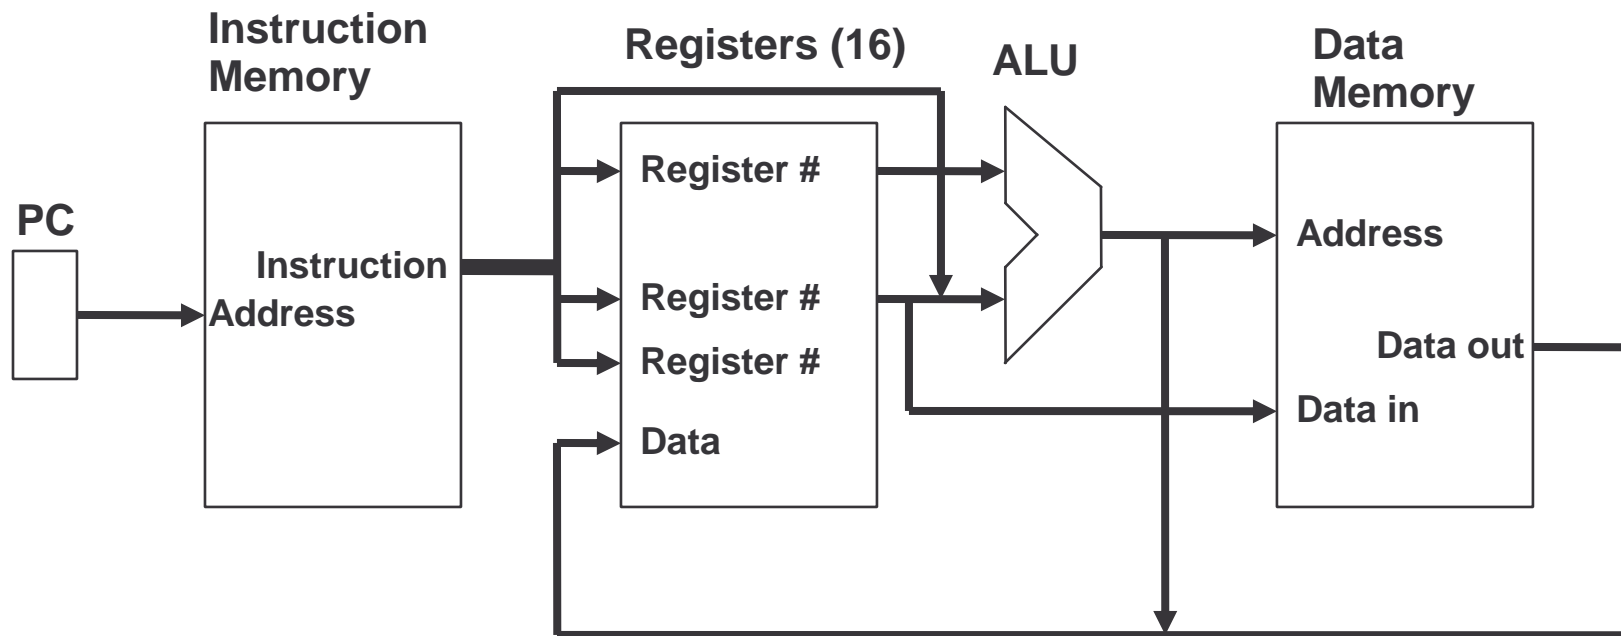 Instruction
Memory
Registers (16)
ALU
Data
Memory
PC
Instruction
Address
Register #
Register #
Register #
Data
Address
Data out
Data in